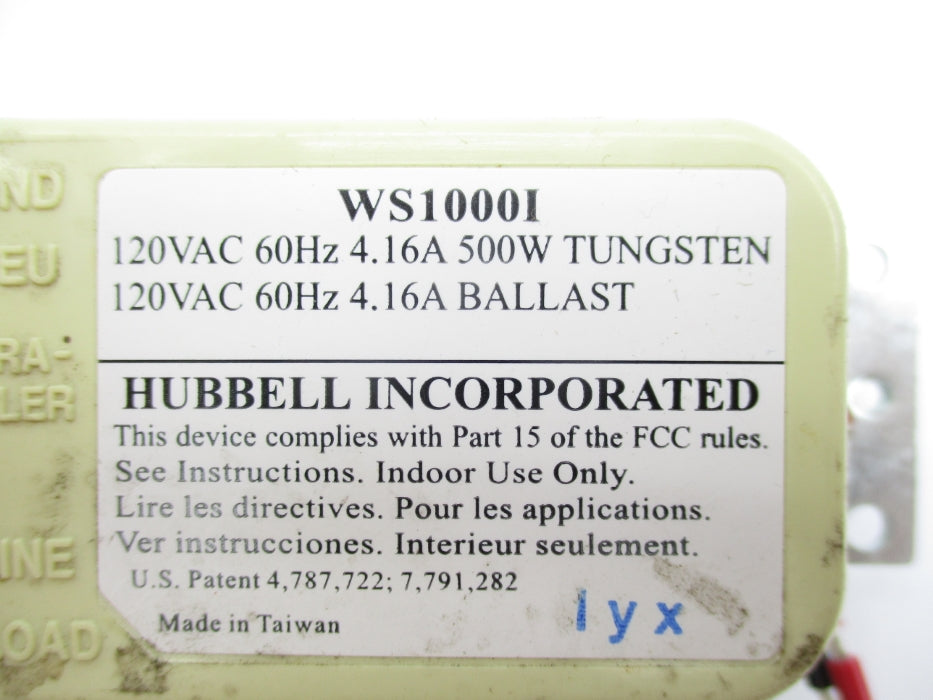 WS1000I
120VAC 60Hz 4.16A 500W TUNGSTEN
120VAC 60Hz 4.16A BALLAST
HUBBELL INCORPORATED
This device complies with Part 15 of the FCC rules.
See Instructions. Indoor Use Only.
Lire les directives. Pour les applications.
Ver instrucciones. Interieur seulement.
U.S. Patent 4,787,722; 7,791,282
Made in Taiwan
lyx
ND
EU
RA-
LER
INE
OAD